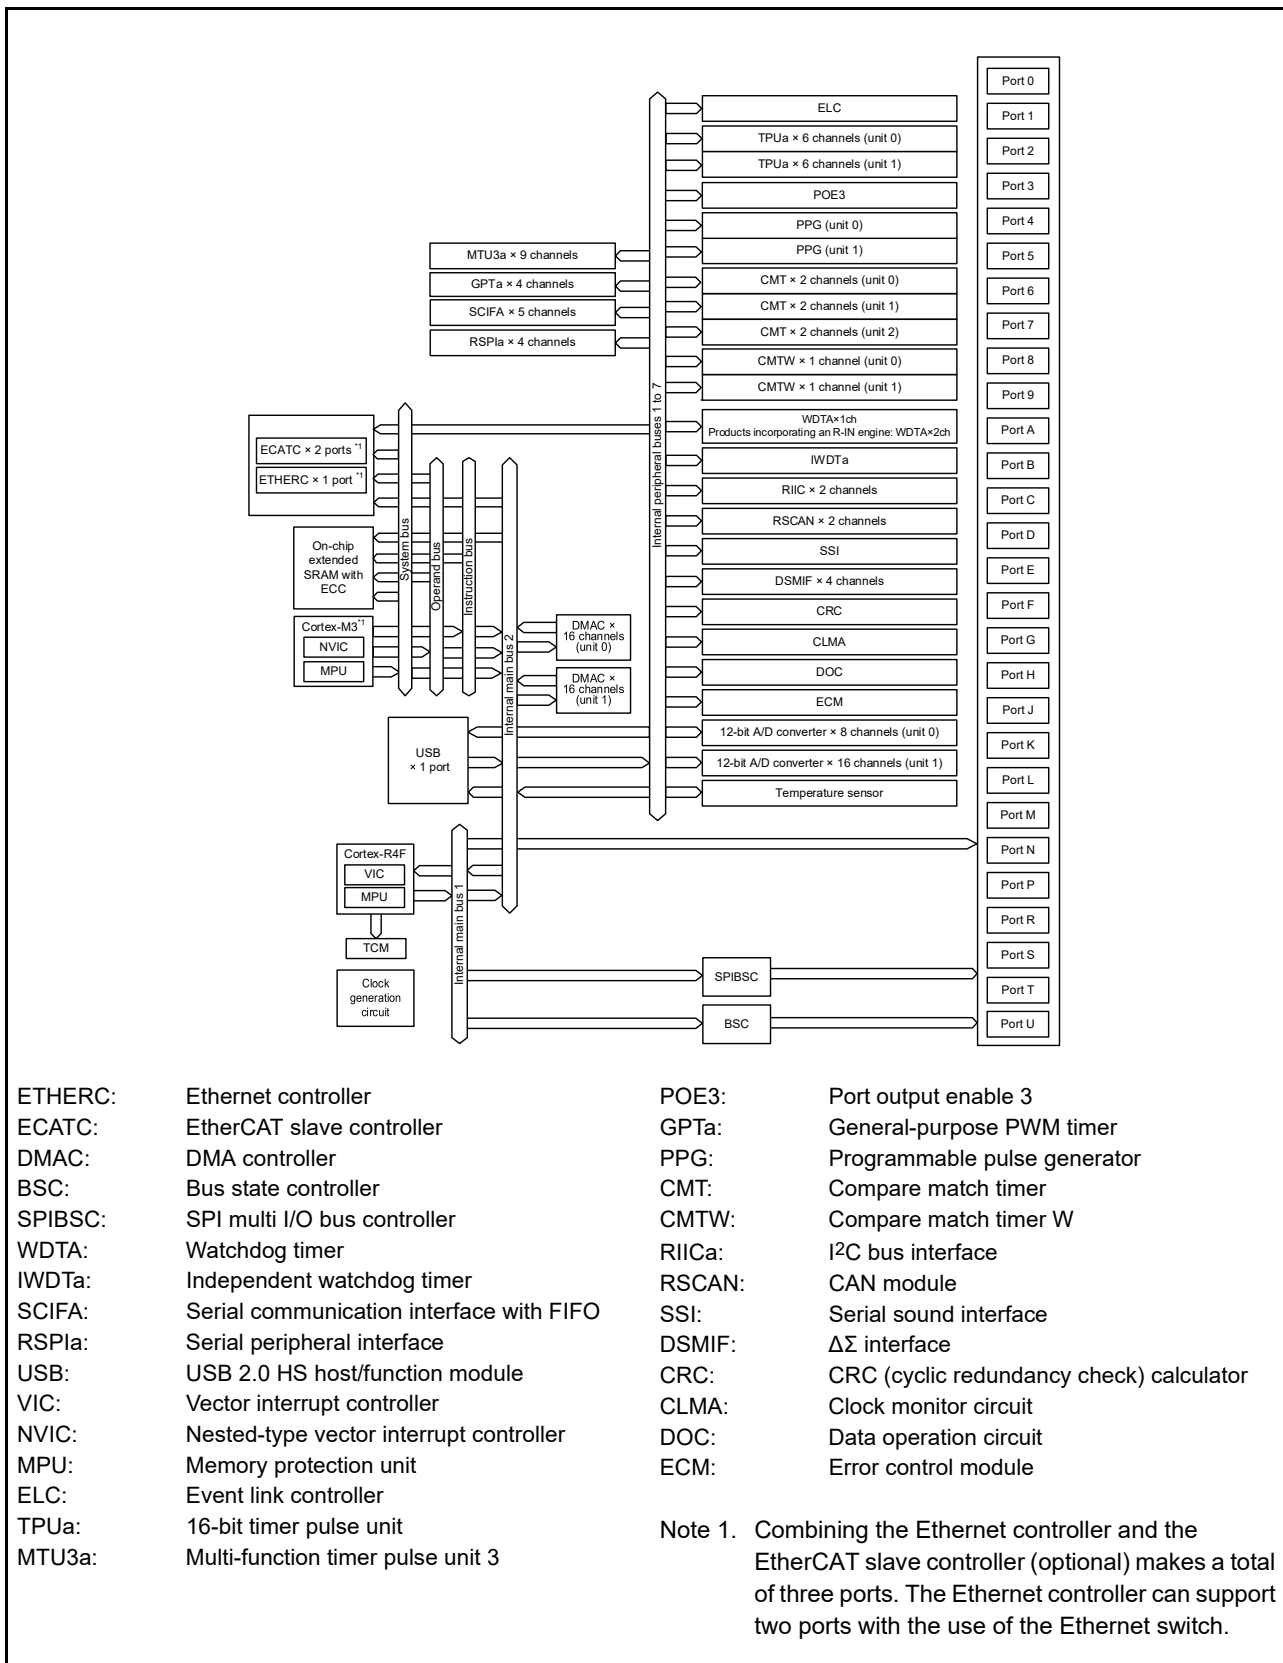 ELC
TPUa × 6 channels (unit 0)
TPUa × 6 channels (unit 1)
POE3
PPG (unit 0)
PPG (unit 1)
CMT × 2 channels (unit 0)
CMT × 2 channels (unit 1)
CMT × 2 channels (unit 2)
CMTW × 1 channel (unit 0)
CMTW × 1 channel (unit 1)
WDTA×1ch
Products incorporating an R-IN engine: WDTA×2ch
IWDTa
RIIC × 2 channels
RSCAN × 2 channels
SSI
DSMIF × 4 channels
CRC
CLMA
DOC
ECM
12-bit A/D converter × 8 channels (unit 0)
12-bit A/D converter × 16 channels (unit 1)
Temperature sensor
MTU3a × 9 channels
GPTa × 4 channels
SCIFA × 5 channels
RSPIa × 4 channels
Internal peripheral buses 1 to 7
ECATC × 2 ports *1
ETHERC × 1 port *1
On-chip
extended
SRAM with
ECC
Cortex-M3*1
NVIC
MPU
System bus
Operand bus
Instruction bus
Internal main bus 2
DMAC ×
16 channels
(unit 0)
DMAC ×
16 channels
(unit 1)
USB
× 1 port
Cortex-R4F
VIC
MPU
TCM
Clock
generation
circuit
Internal main bus 1
SPIBSC
BSC
Port 0
Port 1
Port 2
Port 3
Port 4
Port 5
Port 6
Port 7
Port 8
Port 9
Port A
Port B
Port C
Port D
Port E
Port F
Port G
Port H
Port J
Port K
Port L
Port M
Port N
Port P
Port R
Port S
Port T
Port U
ETHERC: Ethernet controller
ECATC: EtherCAT slave controller
DMAC: DMA controller
BSC: Bus state controller
SPIBSC: SPI multi I/O bus controller
WDTA: Watchdog timer
IWDTa: Independent watchdog timer
SCIFA: Serial communication interface with FIFO
RSPIa: Serial peripheral interface
USB: USB 2.0 HS host/function module
VIC: Vector interrupt controller
NVIC: Nested-type vector interrupt controller
MPU: Memory protection unit
ELC: Event link controller
TPUa: 16-bit timer pulse unit
MTU3a: Multi-function timer pulse unit 3
POE3: Port output enable 3
GPTa: General-purpose PWM timer
PPG: Programmable pulse generator
CMT: Compare match timer
CMTW: Compare match timer W
RIICa: I2C bus interface
RSCAN: CAN module
SSI: Serial sound interface
DSMIF: ΔΣ interface
CRC: CRC (cyclic redundancy check) calculator
CLMA: Clock monitor circuit
DOC: Data operation circuit
ECM: Error control module
Note 1. Combining the Ethernet controller and the
EtherCAT slave controller (optional) makes a total
of three ports. The Ethernet controller can support
two ports with the use of the Ethernet switch.